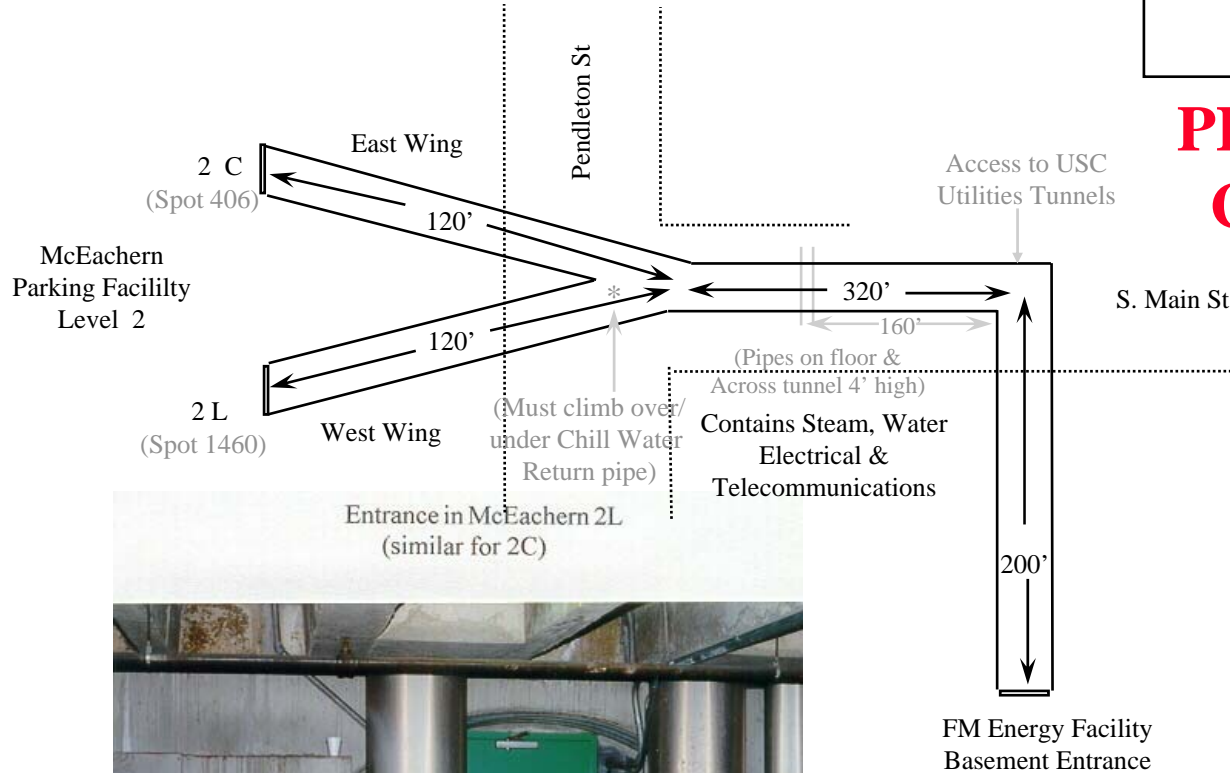 Pendleton St
East Wing
2 C
(Spot 406)
120’
McEachern
Parking Facililty
Level 2
Access to USC
Utilities Tunnels
320’
S. Main St
160’
*
120’
(Pipes on floor &
Across tunnel 4’ high)
2 L
(Spot 1460)
West Wing
(Must climb over/
under Chill Water
Return pipe)
Contains Steam, Water
Electrical &
Telecommunications
Entrance in McEachern 2L
(similar for 2C)
200’
FM Energy Facility
Basement Entrance